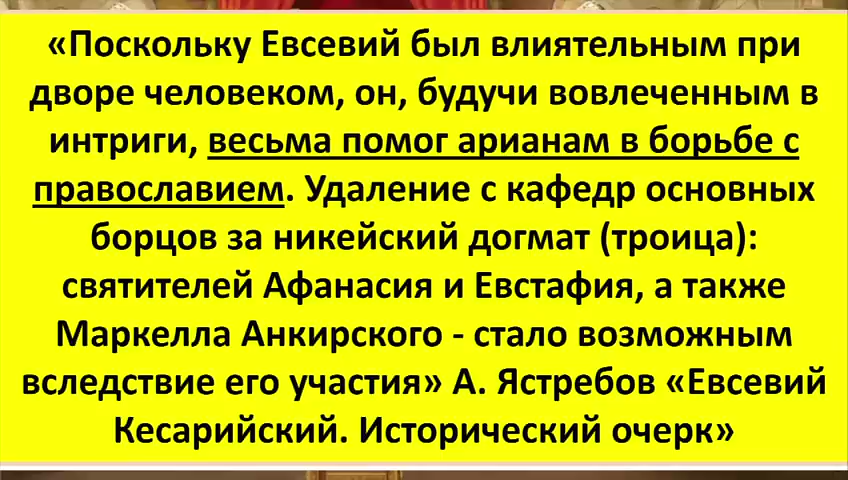 «Поскольку Евсевий был влиятельным при
дворе человеком, он, будучи вовлеченным в
интриги, весьма помог арианам в борьбе с
православием. Удаление с кафедр основных
борцов за никейский догмат (троица):
святителей Афанасия и Евстафия, а также
Маркелла Анкирского - стало возможным
вследствие его участия» А. Ястребов «Евсевий
Кесарийский. Исторический очерк»